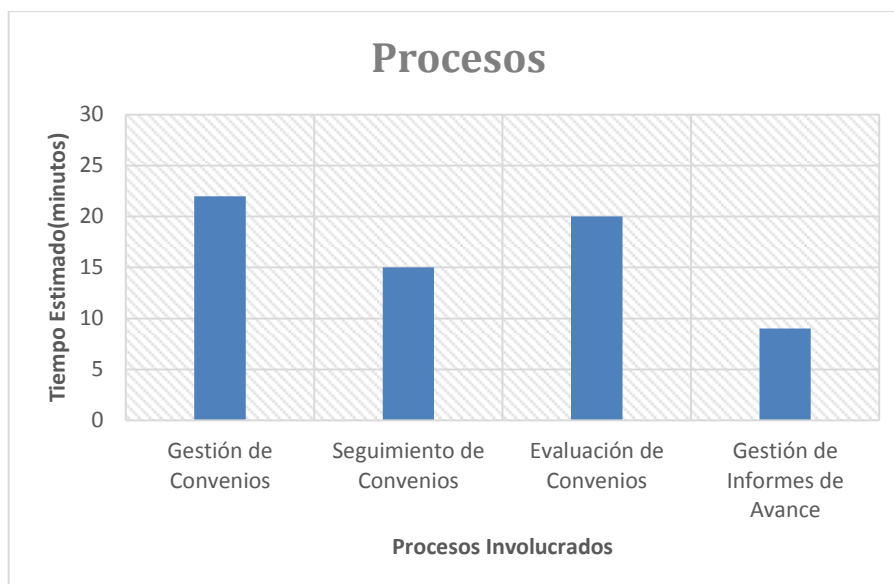 Procesos
30
25
20
15
10
5
0
Tiempo Estimado(minutos)
Gestión de
Convenios
Seguimiento de
Convenios
Evaluación de
Convenios
Gestión de
Informes de
Avance
Procesos Involucrados